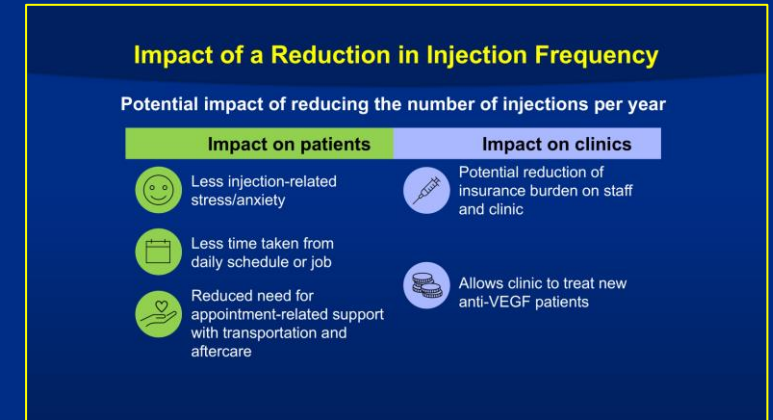 Impact of a Reduction in Injection Frequency
Potential impact of reducing the number of injections per year
Impact on patients
Less injection-related
stress/anxiety
Less time taken from
daily schedule or job
Reduced need for
appointment-related support
with transportation and
aftercare
Impact on clinics
Potential reduction of
insurance burden on staff
and clinic
Allows clinic to treat new
anti-VEGF patients